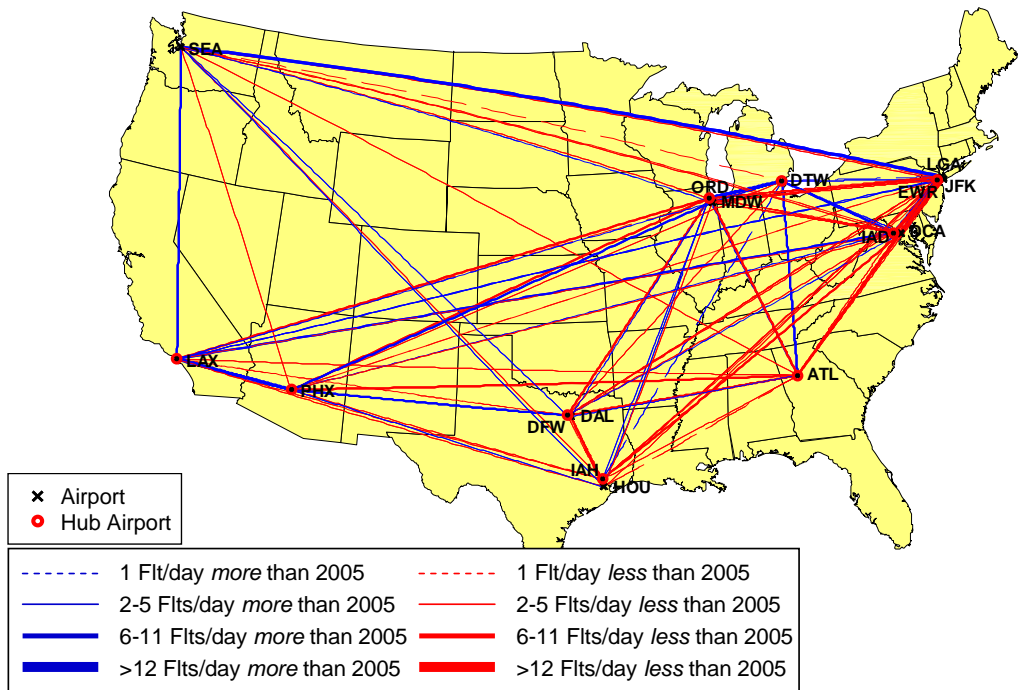 SEA
LGA
DTW
JFK
ORD
EWR
MDW
IAD
DCA
LAX
ATL
PHX
DAL
DFW
IAH
HOU
Airport
Hub Airport
1 Flt/day more than 2005
1 Flt/day less than 2005
2-5 Flts/day more than 2005
2-5 Flts/day less than 2005
6-11 Flts/day more than 2005
6-11 Flts/day less than 2005
>12 Flts/day more than 2005
>12 Flts/day less than 2005